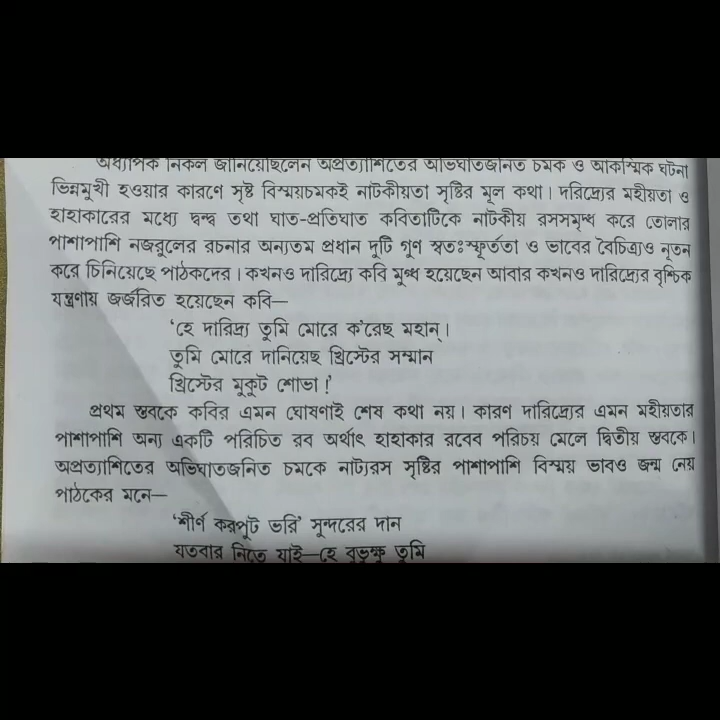 অধ্যাপক নিকল জানিয়েছিলেন অপ্রত্যাশিতের অভিঘাতজনিত চমক ও আকস্মিক ঘটনা
ভিন্নমুখী হওয়ার কারণে সৃষ্ট বিস্ময়চমকই নাটকীয়তা সৃষ্টির মূল কথা। দরিদ্রের মহীয়তা ও
হাহাকারের মধ্যে দ্বন্দ্ব তথা ঘাত-প্রতিঘাত কবিতাটিকে নাটকীয় রসসমৃদ্ধ করে তোলার
পাশাপাশি নজরুলের রচনার অন্যতম প্রধান দুটি গুণ স্বতঃস্ফূর্ততা ও ভাবের বৈচিত্র্যও নূতন
করে চিনিয়েছে পাঠকদের। কখনও দারিদ্র্যে কবি মুগ্ধ হয়েছেন আবার কখনও দারিদ্রের বৃশ্চিক
যন্ত্রণায় জর্জরিত হয়েছেন কবি—
‘হে দারিদ্র্য তুমি মোরে ক'রেছ মহান্।
তুমি মোরে দানিয়েছ খ্রিস্টের সম্মান
খ্রিস্টের মুকুট শোভা।’
প্রথম স্তবকে কবির এমন ঘোষণাই শেষ কথা নয়। কারণ দারিদ্র্যের এমন মহীয়তার
পাশাপাশি অন্য একটি পরিচিত রব অর্থাৎ হাহাকার রবেব পরিচয় মেলে দ্বিতীয় স্তবকে।
অপ্রত্যাশিতের অভিঘাতজনিত চমকে নাট্যরস সৃষ্টির পাশাপাশি বিস্ময় ভাবও জন্ম নেয়
পাঠকের মনে—
‘শীর্ণ করপুট ভরি’ সুন্দরের দান
যতবার নিতে যাই—হে বুভুক্ষু তুমি